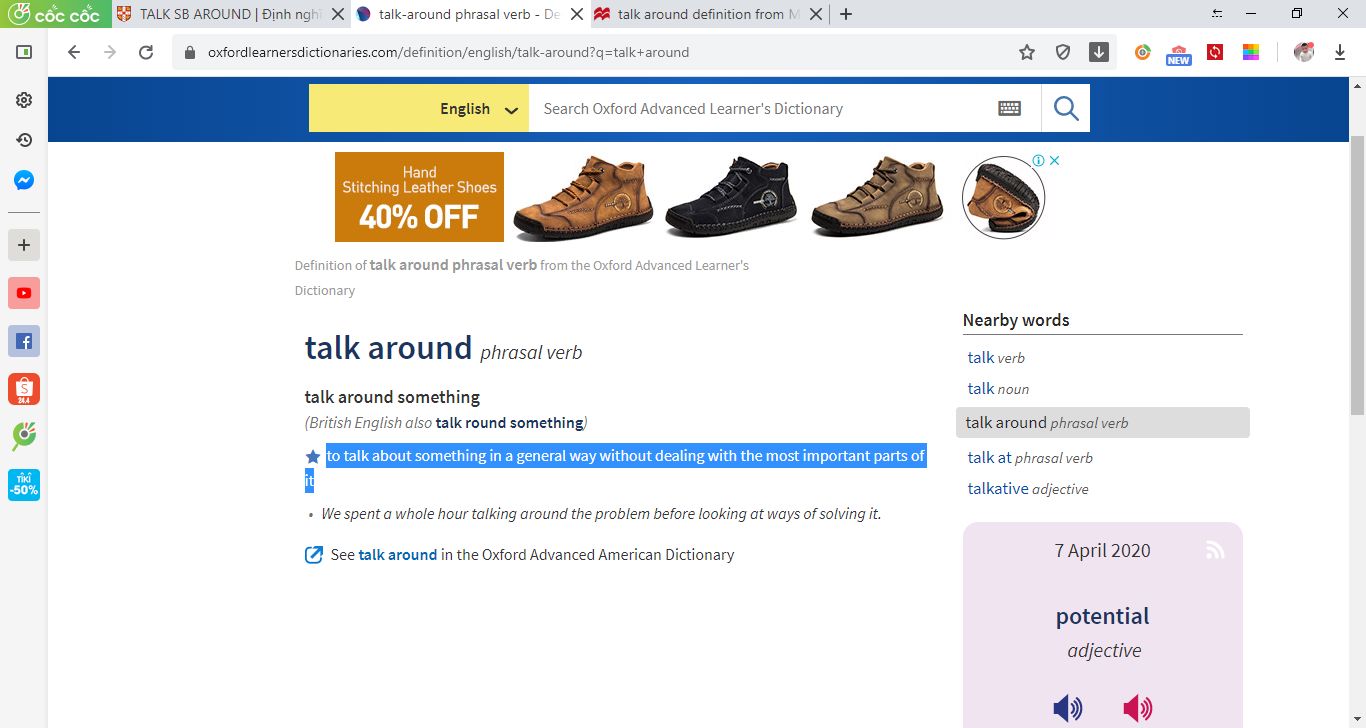 cốc cốc
TALK SB AROUND | Định nghĩ
talk-around phrasal verb - De
talk around definition from M
oxfordlearnersdictionaries.com/definition/english/talk-around?q=talk+around
NEW
English
Search Oxford Advanced Learner's Dictionary
Hand
Stitching Leather Shoes
40% OFF
Definition of talk around phrasal verb from the Oxford Advanced Learner's
Dictionary
talk around phrasal verb
talk around something
(British English also talk round something)
to talk about something in a general way without dealing with the most important parts of
it
• We spent a whole hour talking around the problem before looking at ways of solving it.
See talk around in the Oxford Advanced American Dictionary
Nearby words
talk verb
talk noun
talk around phrasal verb
talk at phrasal verb
talkative adjective
7 April 2020
potential
adjective
S
24.4
TIKI
-50%